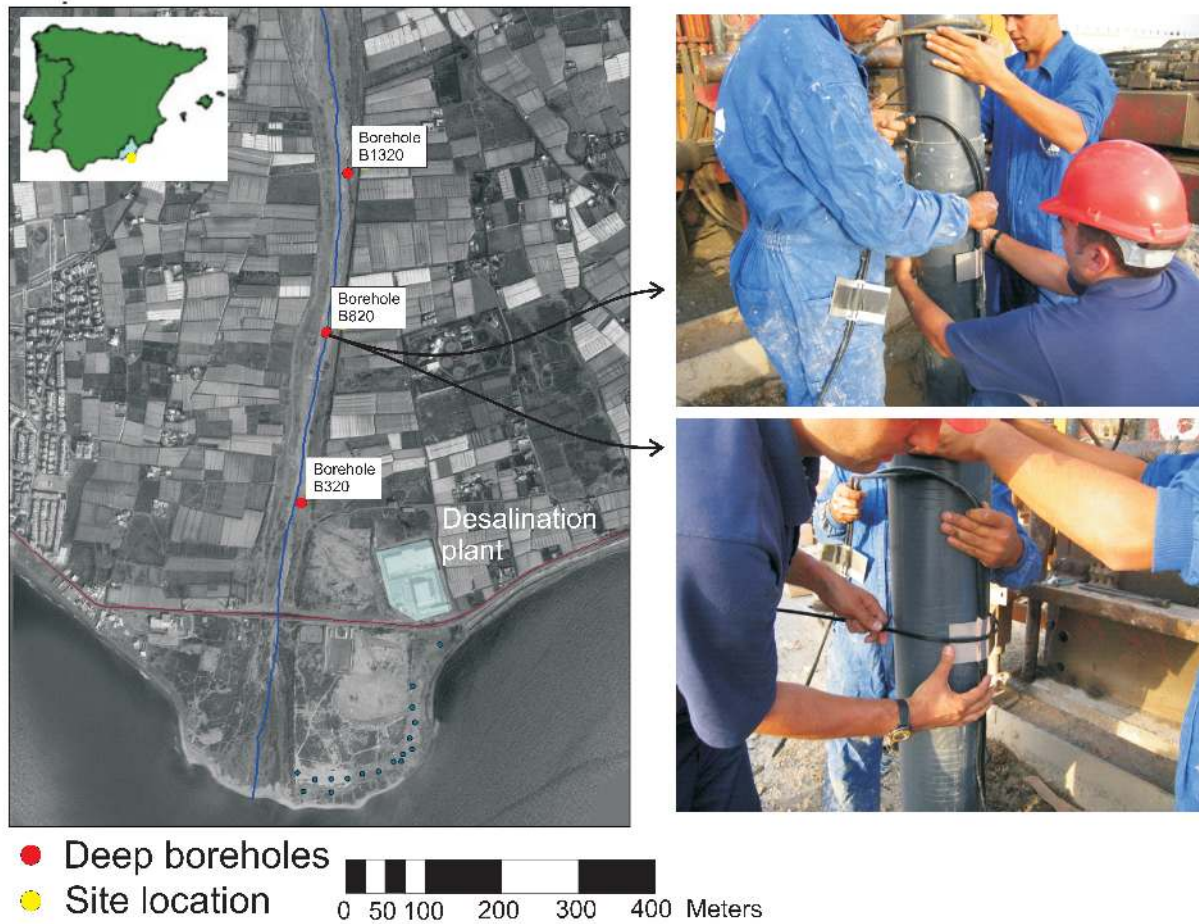 Borehole
B1320
Borehole
B820
Borehole
B320
Desalination
plant
Deep boreholes
Site location
0 50 100 200 300 400 Meters